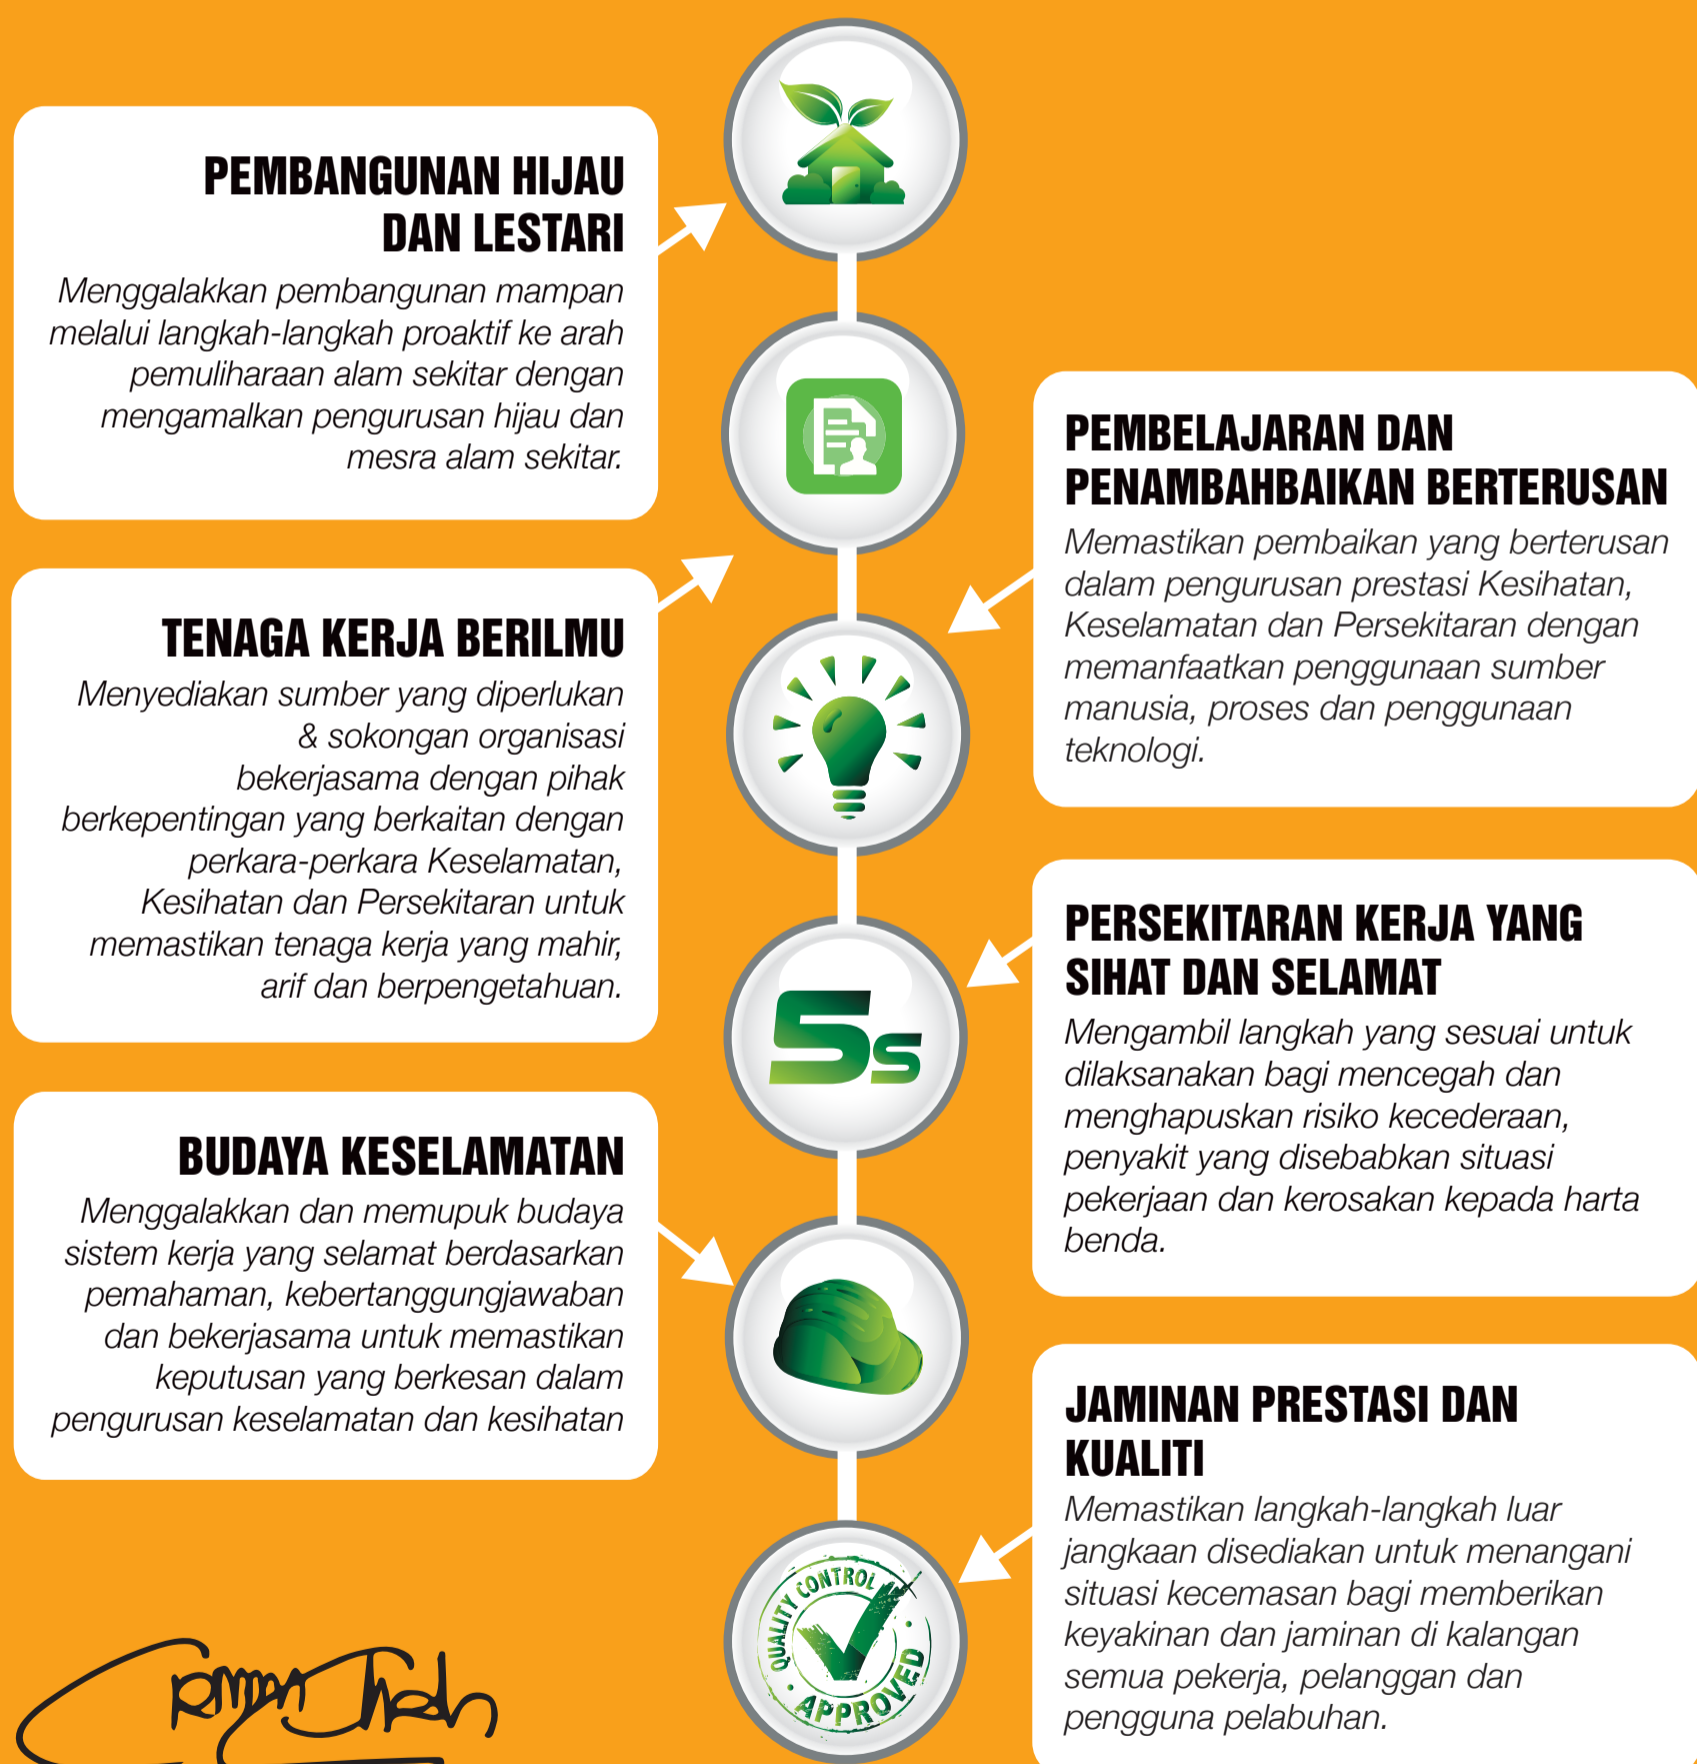 PEMBANGUNAN HIJAU
DAN LESTARI
Menggalakkan pembangunan mampan
melalui langkah-langkah proaktif ke arah
pemuliharaan alam sekitar dengan
mengamalkan pengurusan hijau dan
mesra alam sekitar.
PEMBELAJARAN DAN
PENAMBAHBAIKAN BERTERUSAN
Memastikan pembaikan yang berterusan
dalam pengurusan prestasi Kesihatan,
Keselamatan dan Persekitaran dengan
memanfaatkan penggunaan sumber
manusia, proses dan penggunaan
teknologi.
TENAGA KERJA BERILMU
Menyediakan sumber yang diperlukan
& sokongan organisasi
bekerjasama dengan pihak
berkepentingan yang berkaitan dengan
perkara-perkara Keselamatan,
Kesihatan dan Persekitaran untuk
memastikan tenaga kerja yang mahir,
arif dan berpengetahuan.
PERSEKITARAN KERJA YANG
SIHAT DAN SELAMAT
Mengambil langkah yang sesuai untuk
dilaksanakan bagi mencegah dan
menghapuskan risiko kecederaan,
penyakit yang disebabkan situasi
pekerjaan dan kerosakan kepada harta
benda.
5s
BUDAYA KESELAMATAN
Menggalakkan dan memupuk budaya
sistem kerja yang selamat berdasarkan
pemahaman, kebertanggungjawaban
dan bekerjasama untuk memastikan
keputusan yang berkesan dalam
pengurusan keselamatan dan kesihatan
JAMINAN PRESTASI DAN
KUALITI
Memastikan langkah-langkah luar
jangkaan disediakan untuk menangani
situasi kecemasan bagi memberikan
keyakinan dan jaminan di kalangan
semua pekerja, pelanggan dan
pengguna pelabuhan.
QUALITY CONTROL
APPROVED